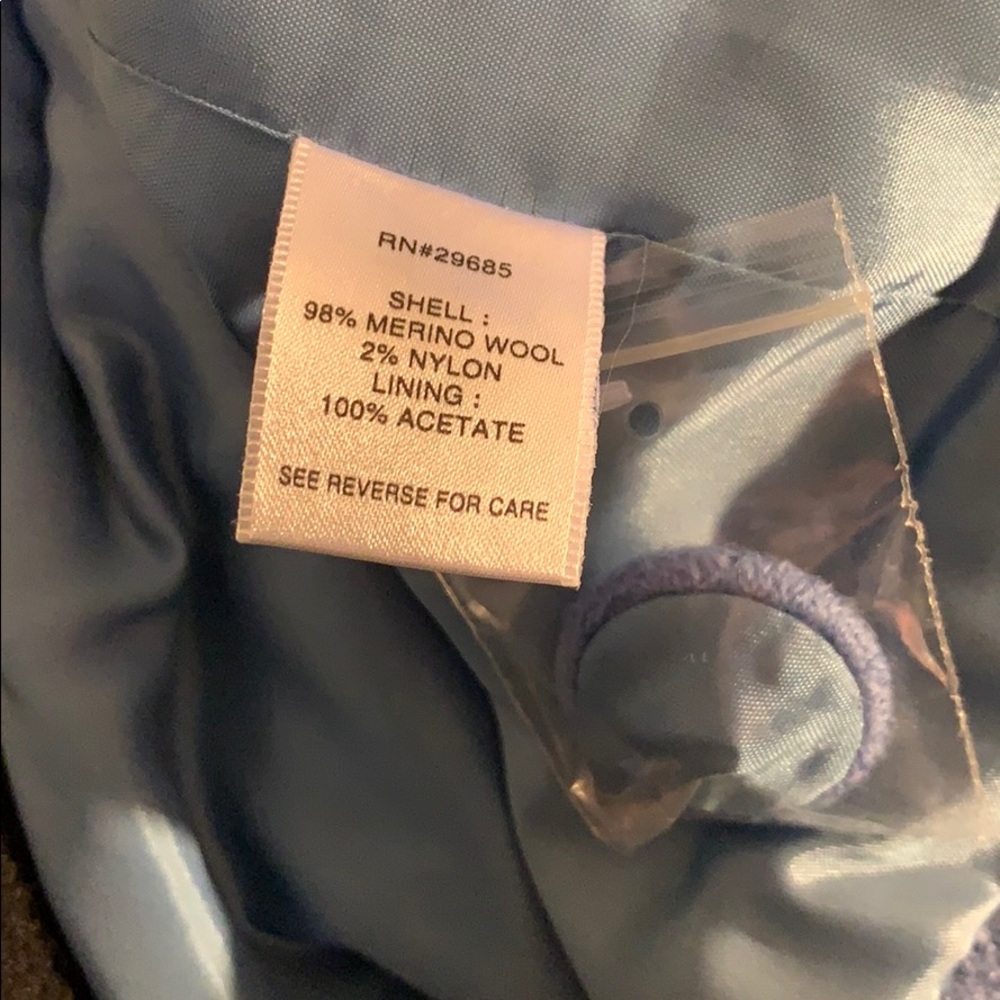 RN#29685
SHELL :
98% MERINO WOOL
2% NYLON
LINING :
100% ACETATE
SEE REVERSE FOR CARE